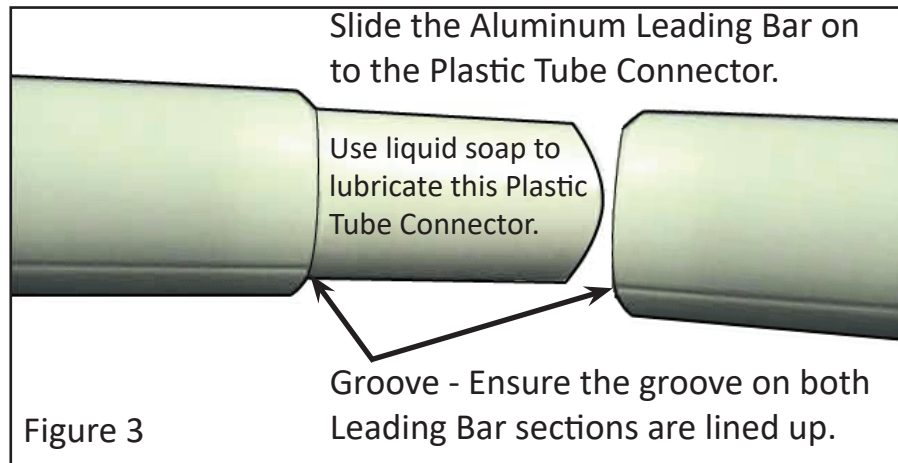 Slide the Aluminum Leading Bar on
to the Plastic Tube Connector.
Use liquid soap to
lubricate this Plastic
Tube Connector.
Groove - Ensure the groove on both
Leading Bar sections are lined up.
Figure 3